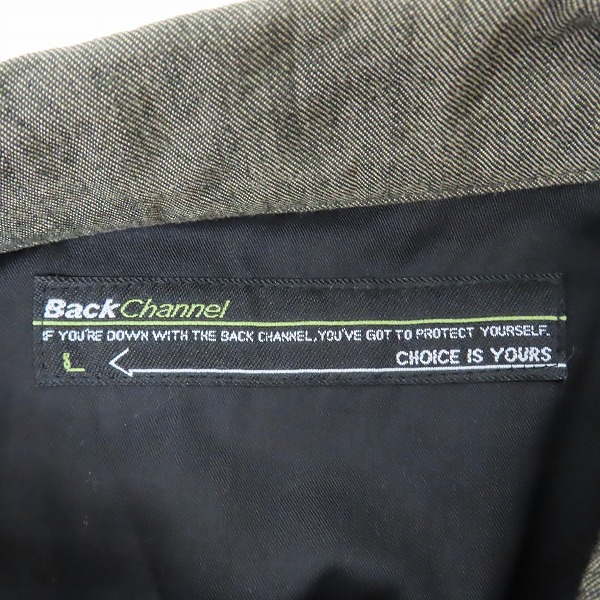 BackChannel
IF YOU'RE DOWN WITH THE BACK CHANNEL, YOU'VE GOT TO PROTECT YOURSELF.
L CHOICE IS YOURS